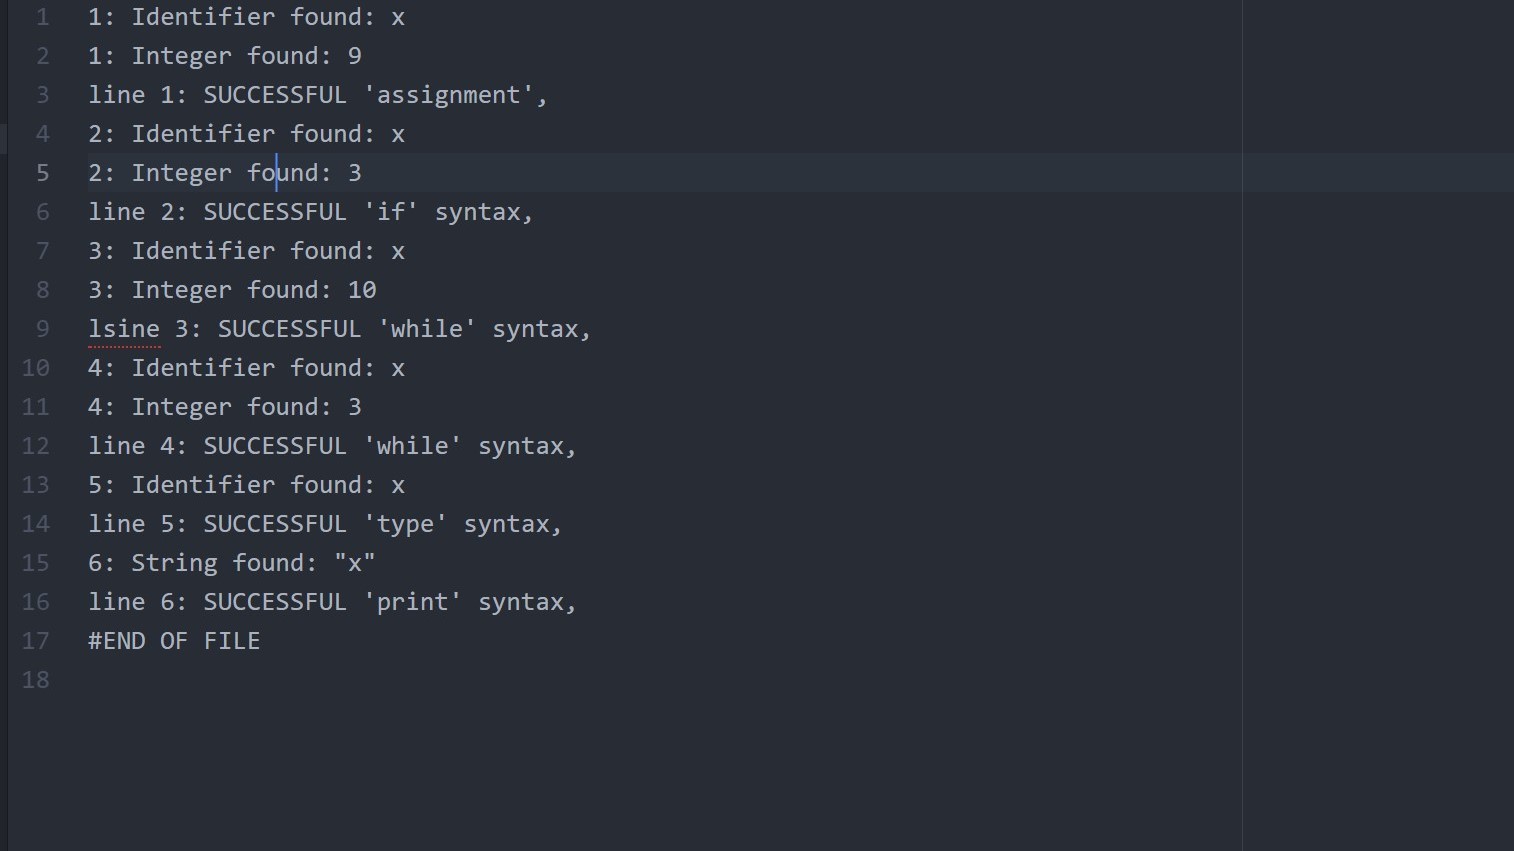 1 1: Identifier found: x
2 1: Integer found: 9
3 line 1: SUCCESSFUL 'assignment',
4 2: Identifier found: x
5 2: Integer found: 3
6 line 2: SUCCESSFUL 'if' syntax,
7 3: Identifier found: x
8 3: Integer found: 10
9 lsine 3: SUCCESSFUL 'while' syntax,
10 4: Identifier found: x
11 4: Integer found: 3
12 line 4: SUCCESSFUL 'while' syntax,
13 5: Identifier found: x
14 line 5: SUCCESSFUL 'type' syntax,
15 6: String found: "x"
16 line 6: SUCCESSFUL 'print' syntax,
17 #END OF FILE
18